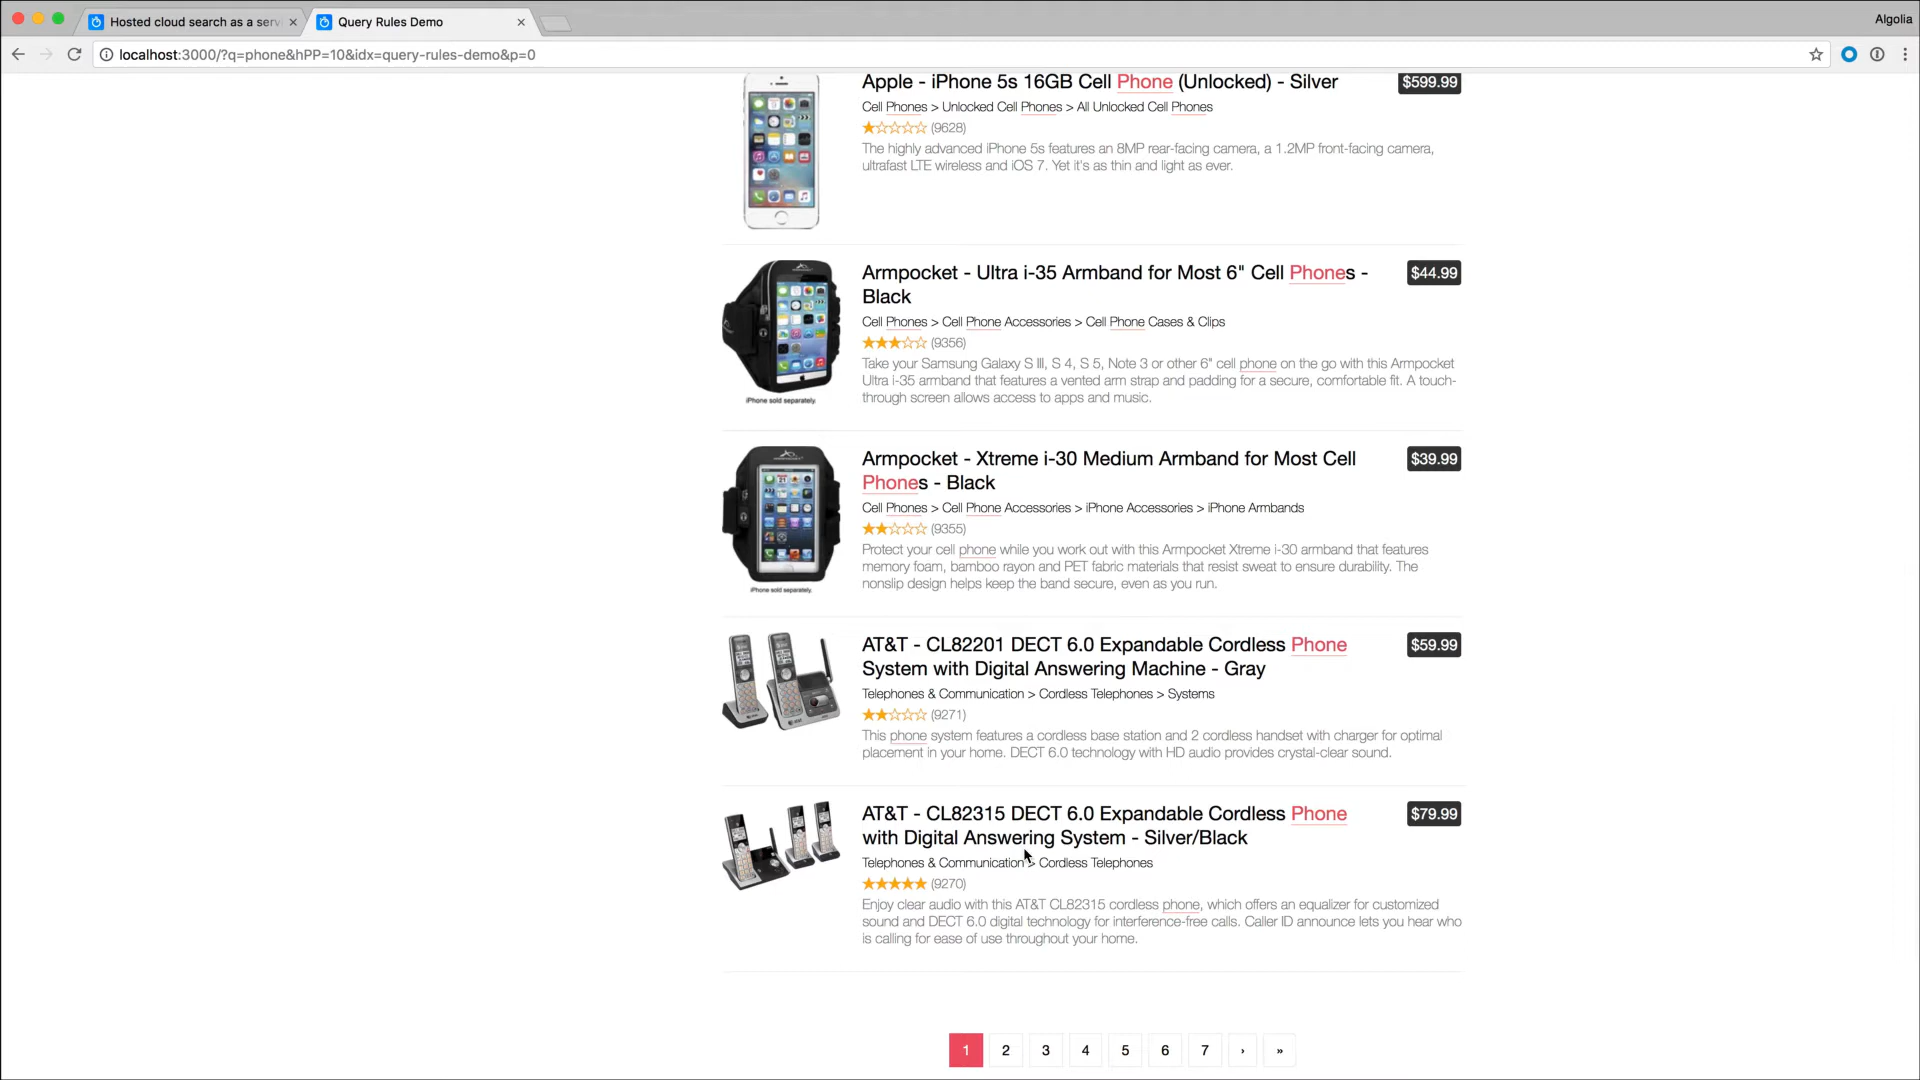 Hosted cloud search as a serv
Query Rules Demo
Algolia
localhost:3000/?q=phone&hPP=10&idx=query-rules-demo&p=0
Apple - iPhone 5s 16GB Cell Phone (Unlocked) - Silver
$599.99
Cell Phones > Unlocked Cell Phones > All Unlocked Cell Phones
(9628)
The highly advanced iPhone 5s features an 8MP rear-facing camera, a 1.2MP front-facing camera,
ultrafast LTE wireless and iOS 7. Yet it's as thin and light as ever.
Armpocket - Ultra i-35 Armband for Most 6" Cell Phones -
Black
$44.99
Cell Phones > Cell Phone Accessories > Cell Phone Cases & Clips
(9356)
Take your Samsung Galaxy S III, S 4, S 5, Note 3 or other 6" cell phone on the go with this Armpocket
Ultra i-35 armband that features a vented arm strap and padding for a secure, comfortable fit. A touch-
through screen allows access to apps and music.
iPhone sold separately.
Armpocket - Xtreme i-30 Medium Armband for Most Cell
Phones - Black
$39.99
Cell Phones > Cell Phone Accessories > iPhone Accessories > iPhone Armbands
(9355)
Protect your cell phone while you work out with this Armpocket Xtreme i-30 armband that features
memory foam, bamboo rayon and PET fabric materials that resist sweat to ensure durability. The
nonslip design helps keep the band secure, even as you run.
iPhone sold separately.
AT&T - CL82201 DECT 6.0 Expandable Cordless Phone
System with Digital Answering Machine - Gray
$59.99
Telephones & Communication > Cordless Telephones > Systems
(9271)
This phone system features a cordless base station and 2 cordless handset with charger for optimal
placement in your home. DECT 6.0 technology with HD audio provides crystal-clear sound.
AT&T - CL82315 DECT 6.0 Expandable Cordless Phone
with Digital Answering System - Silver/Black
$79.99
Telephones & Communication > Cordless Telephones
(9270)
Enjoy clear audio with this AT&T CL82315 cordless phone, which offers an equalizer for customized
sound and DECT 6.0 digital technology for interference-free calls. Caller ID announce lets you hear who
is calling for ease of use throughout your home.
1 2 3 4 5 6 7 › »